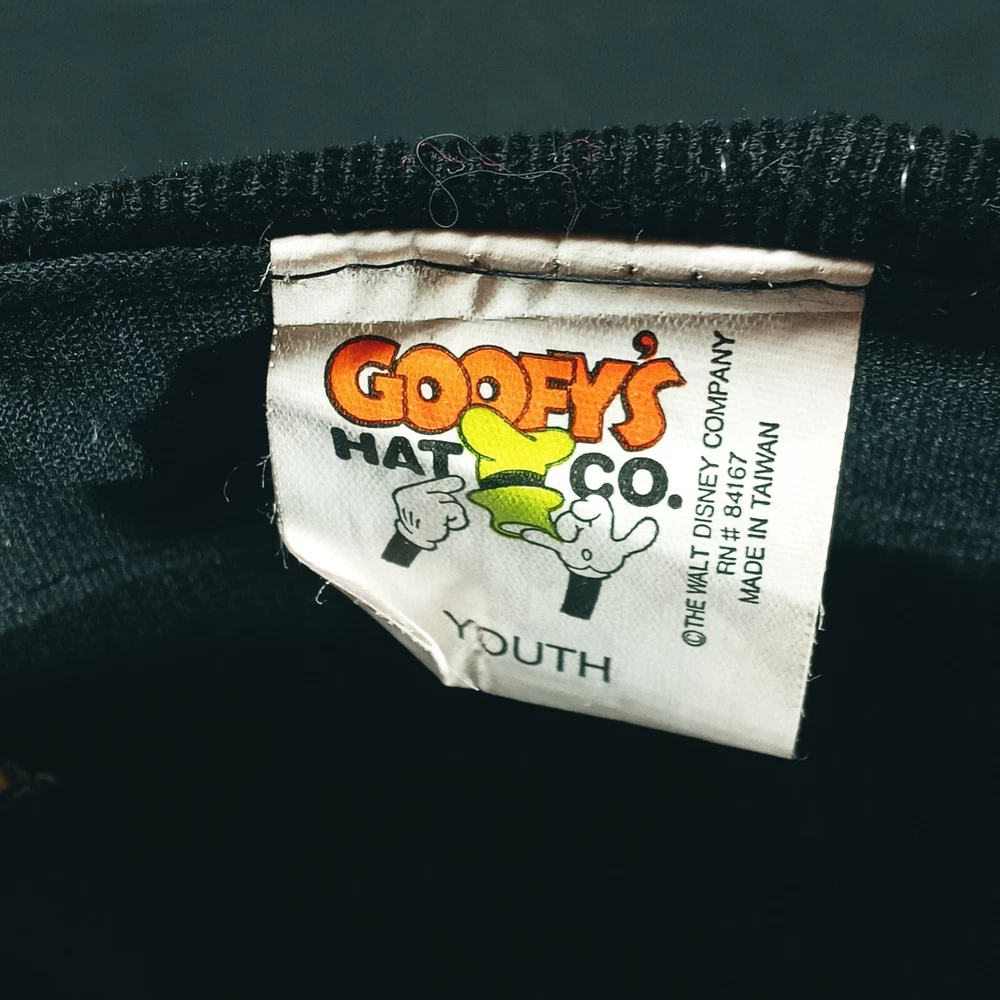 GOOFY'S
HAT CO.
YOUTH
©THE WALT DISNEY COMPANY
RN# 84167
MADE IN TAIWAN